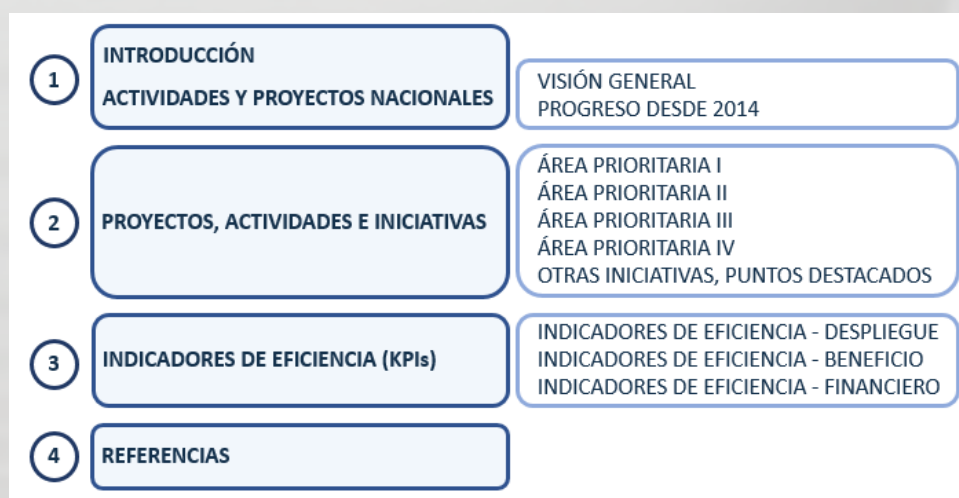 1
INTRODUCCIÓN
ACTIVIDADES Y PROYECTOS NACIONALES
VISIÓN GENERAL
PROGRESO DESDE 2014
2
PROYECTOS, ACTIVIDADES E INICIATIVAS
ÁREA PRIORITARIA I
ÁREA PRIORITARIA II
ÁREA PRIORITARIA III
ÁREA PRIORITARIA IV
OTRAS INICIATIVAS, PUNTOS DESTACADOS
3
INDICADORES DE EFICIENCIA (KPIs)
INDICADORES DE EFICIENCIA - DESPLIEGUE
INDICADORES DE EFICIENCIA - BENEFICIO
INDICADORES DE EFICIENCIA - FINANCIERO
4
REFERENCIAS